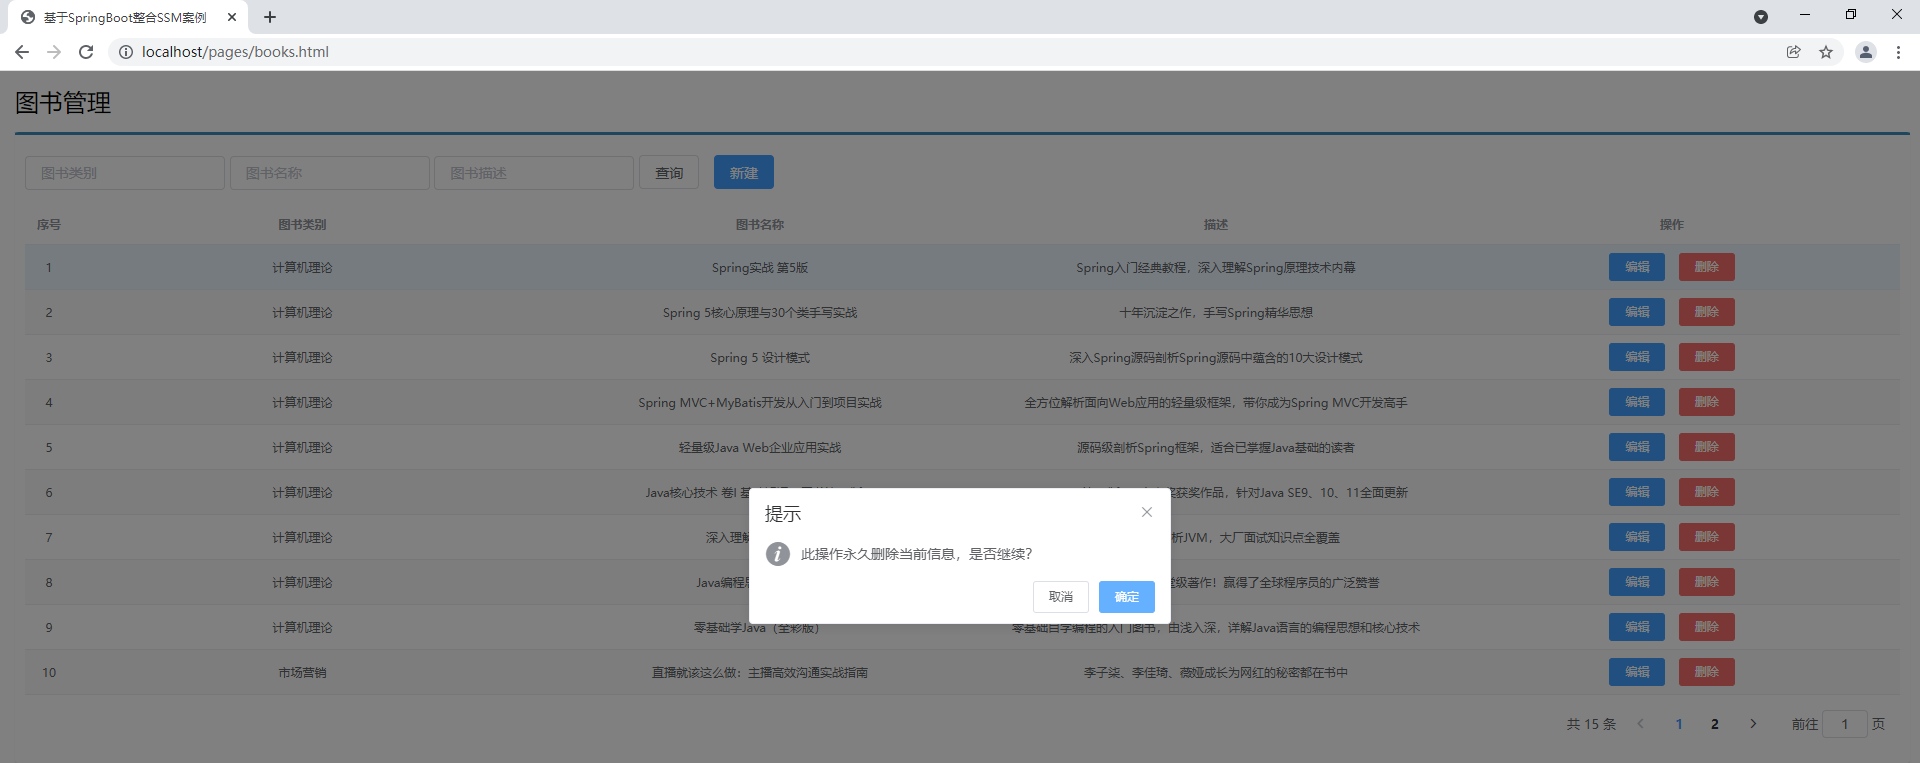 基于SpringBoot整合SSM案例
localhost/pages/books.html
图书管理
图书类别 图书名称 图书描述 查询 新建
序号 图书类别 图书名称 描述 操作
1 计算机理论 Spring实战 第5版 Spring入门经典教程，深入理解Spring原理技术内幕 编辑 删除
2 计算机理论 Spring 5核心原理与30个类手写实战 十年沉淀之作，手写Spring精华思想 编辑 删除
3 计算机理论 Spring 5 设计模式 深入Spring源码剖析Spring源码中蕴含的10大设计模式 编辑 删除
4 计算机理论 Spring MVC+MyBatis开发从入门到项目实战 全方位解析面向Web应用的轻量级框架，带你成为Spring MVC开发高手 编辑 删除
5 计算机理论 轻量级Java Web企业应用实战 源码级剖析Spring框架，适合已掌握Java基础的读者 编辑 删除
6 计算机理论 Java核心技术 卷I 基 奖获奖作品，针对Java SE9、10、11全面更新 编辑 删除
7 计算机理论 深入理解 析JVM，大厂面试知识点全覆盖 编辑 删除
8 计算机理论 Java编程思 级著作！赢得了全球程序员的广泛赞誉 编辑 删除
9 计算机理论 零基础学Java（全彩版） 零基础自学编程的入门图书，由浅入深，详解Java语言的编程思想和核心技术 编辑 删除
10 市场营销 直播就该这么做：主播高效沟通实战指南 李子柒、李佳琦、薇娅成长为网红的秘密都在书中 编辑 删除
提示
此操作永久删除当前信息，是否继续？
取消 确定
共 15 条 1 2 前往 1 页